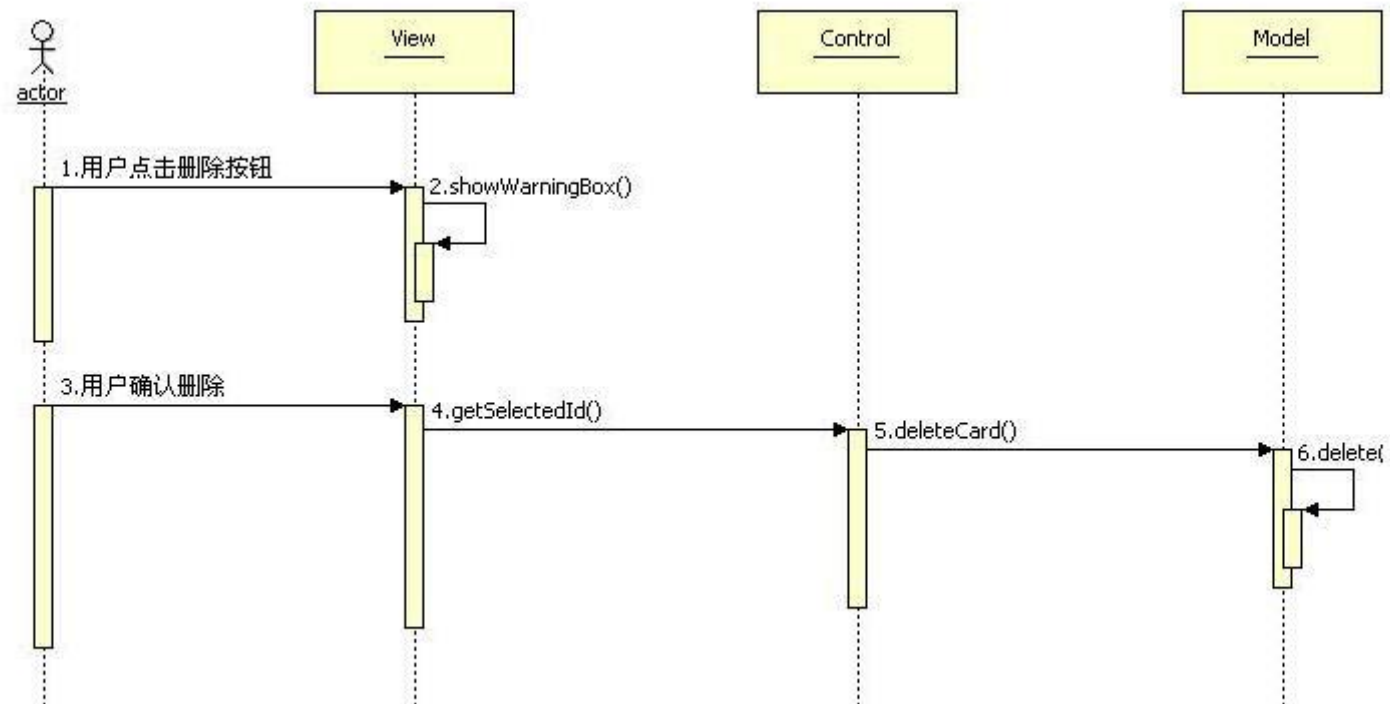 actor
View
Control
Model
1.用户点击删除按钮
2.showWarningBox()
3.用户确认删除
4.getSelectedId()
5.deleteCard()
6.delete(